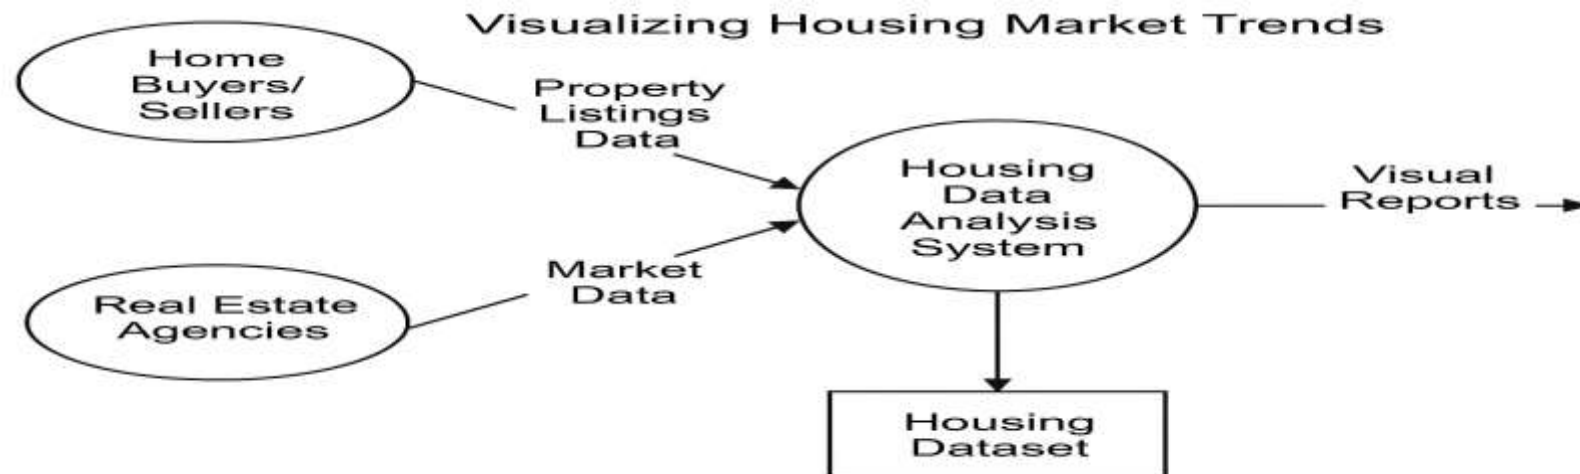 Visualizing Housing Market Trends
Home
Buyers/
Sellers
Property
Listings
Data
Housing
Data
Analysis
System
Visual
Reports
Market
Data
Real Estate
Agencies
Housing
Dataset